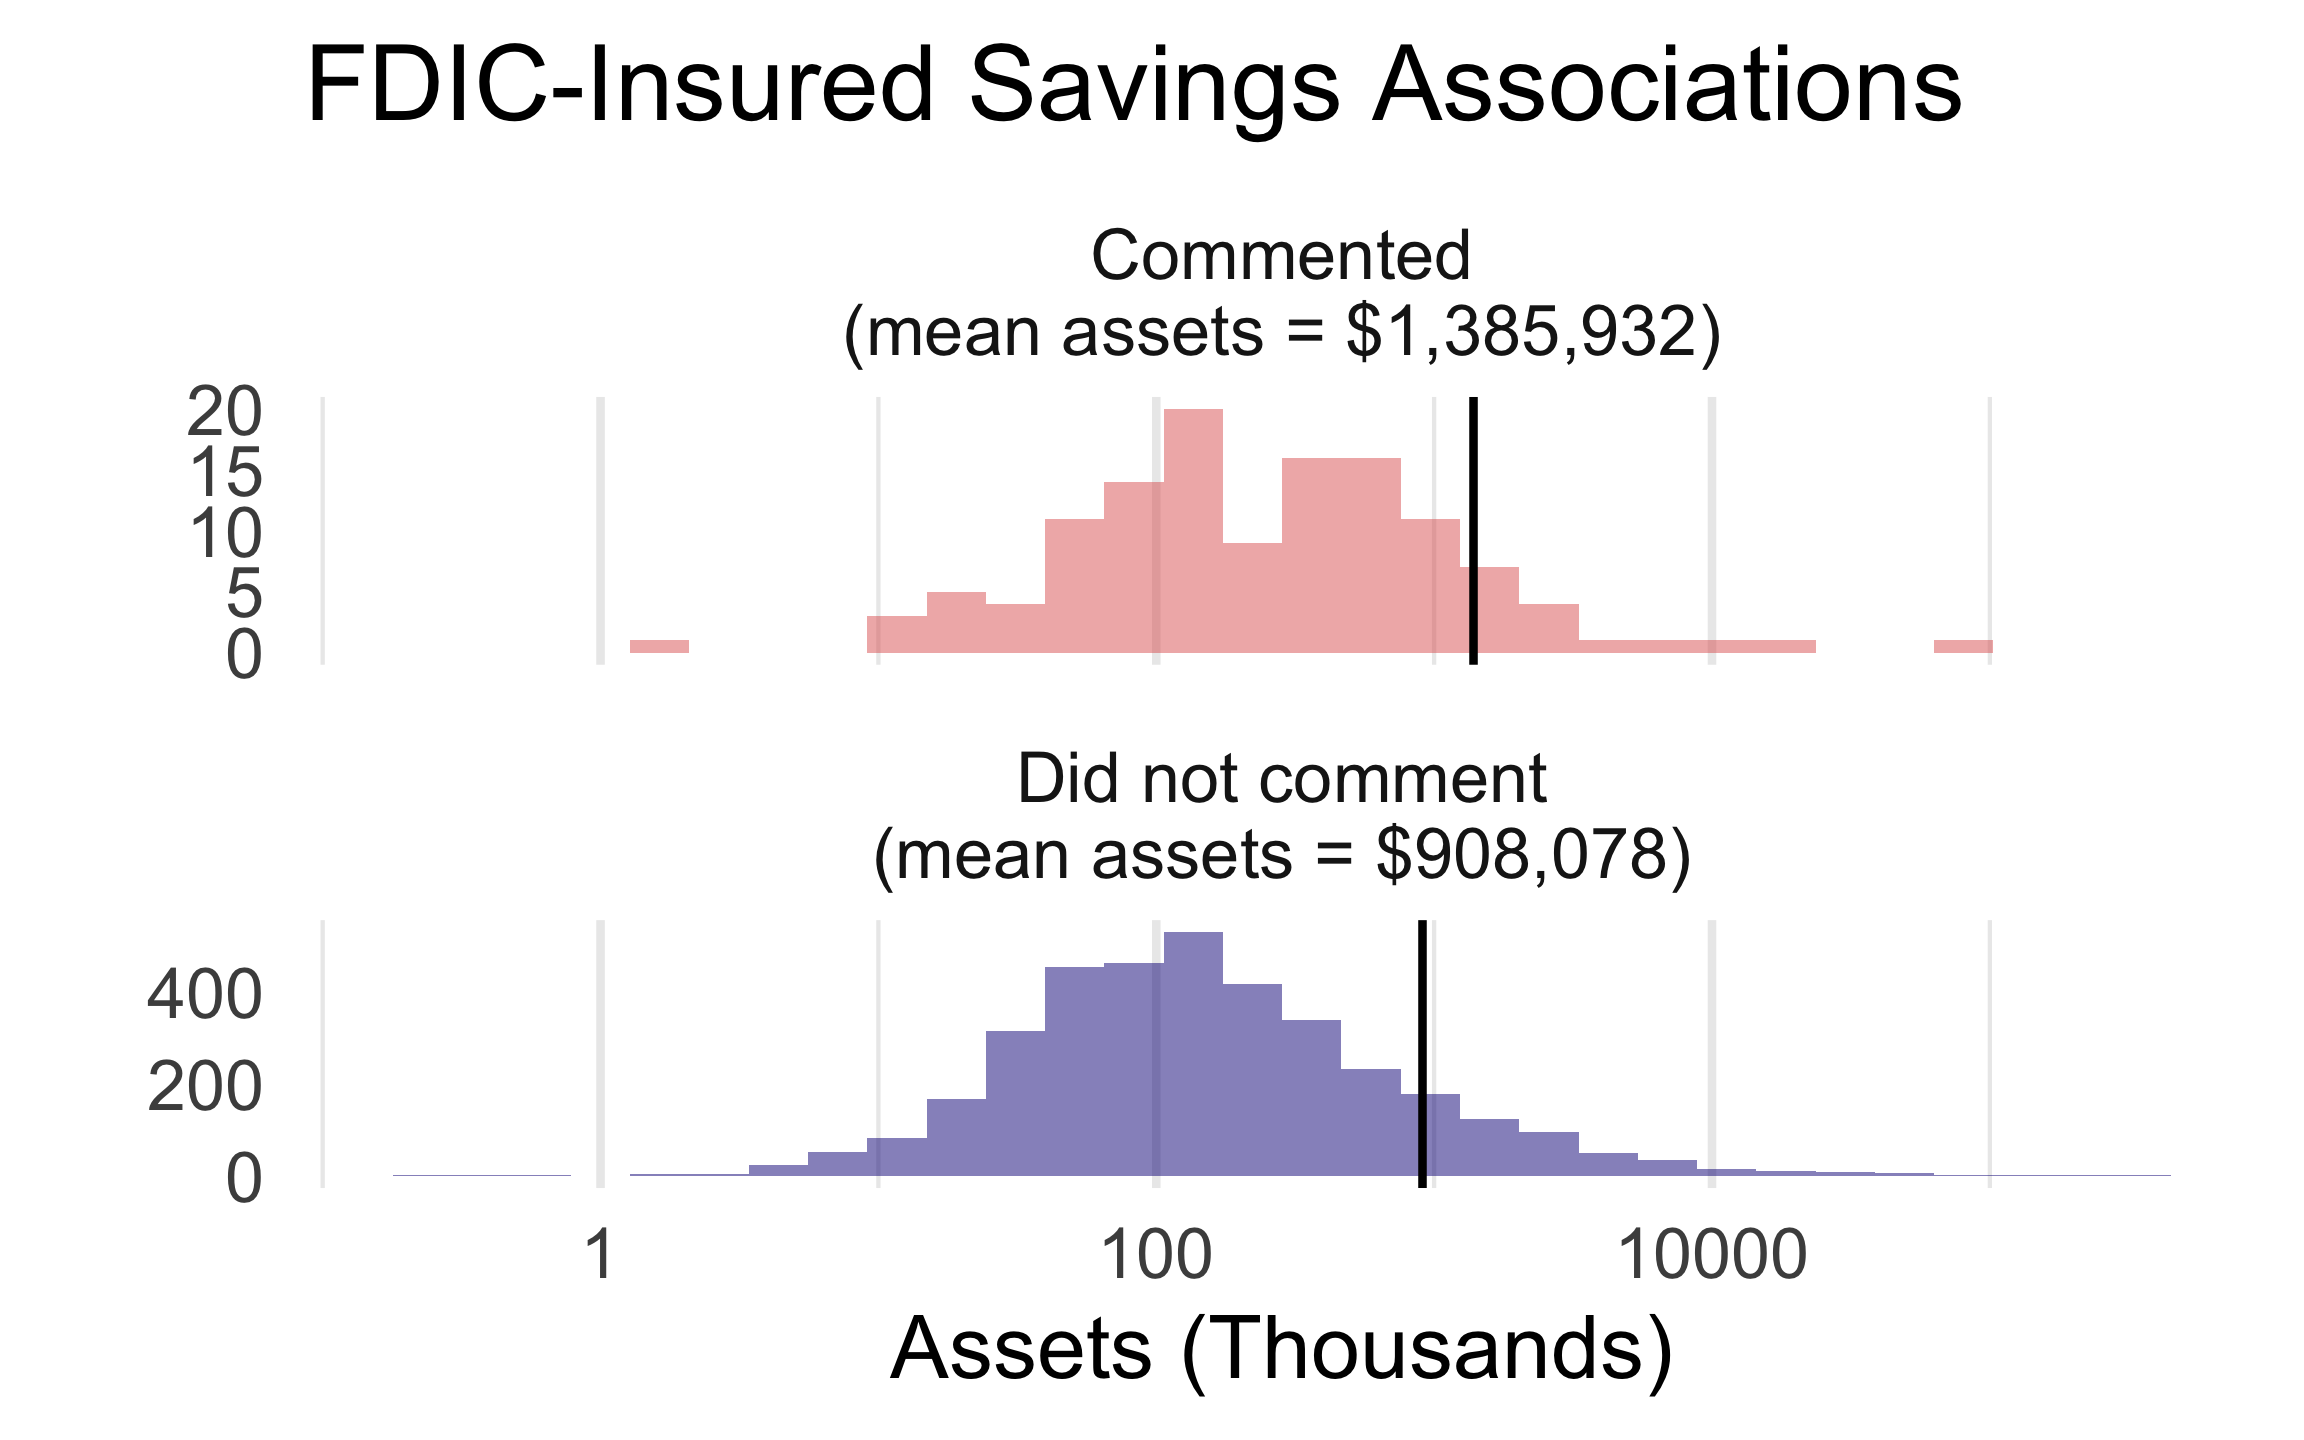 FDIC-Insured Savings Associations
Commented
(mean assets = $1,385,932)
20
15
10
5
0
Did not comment
(mean assets = $908,078)
400
200
0
1 100 10000
Assets (Thousands)